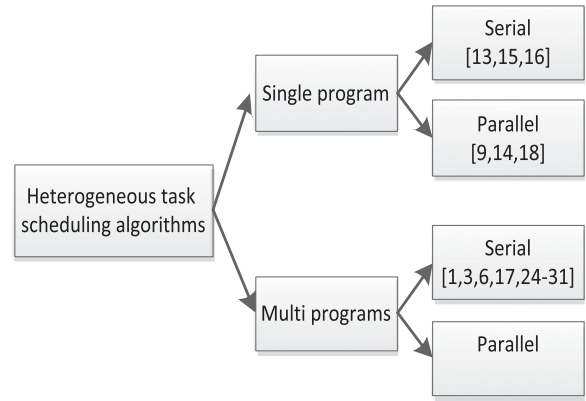 Serial
[13,15,16]
Single program
Parallel
[9,14,18]
Heterogeneous task
scheduling algorithms
Serial
[1,3,6,17,24-31]
Multi programs
Parallel